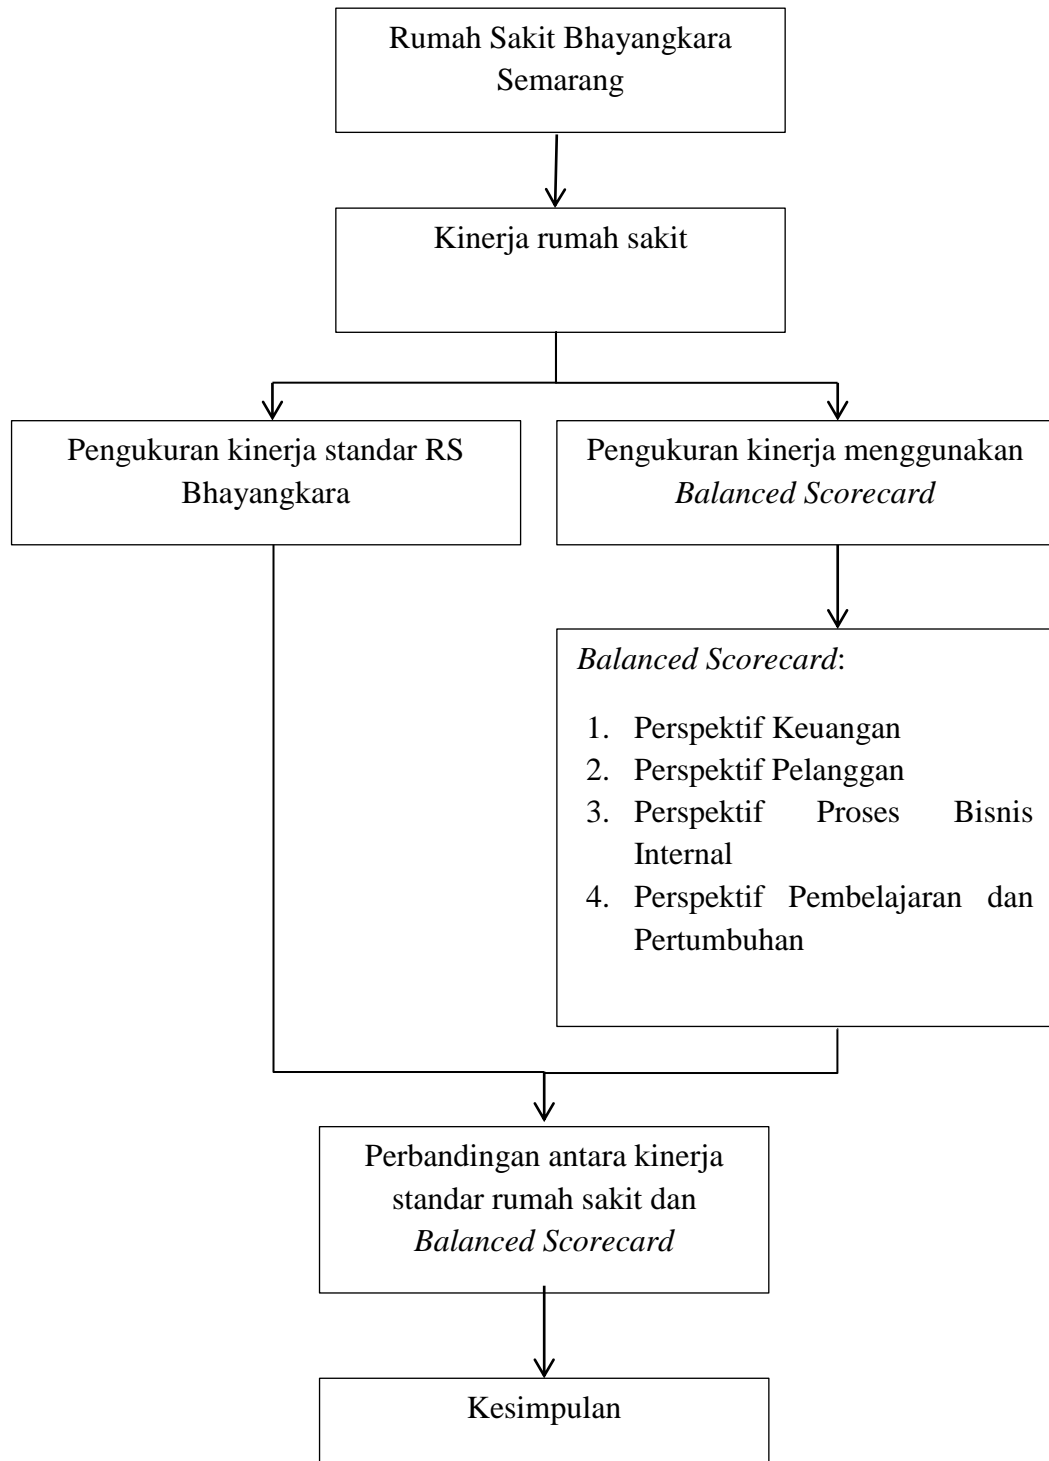 Rumah Sakit Bhayangkara
Semarang
Kinerja rumah sakit
Pengukuran kinerja standar RS
Bhayangkara
Pengukuran kinerja menggunakan
Balanced Scorecard
Balanced Scorecard:
1. Perspektif Keuangan
2. Perspektif Pelanggan
3. Perspektif Proses Bisnis
Internal
4. Perspektif Pembelajaran dan
Pertumbuhan
Perbandingan antara kinerja
standar rumah sakit dan
Balanced Scorecard
Kesimpulan